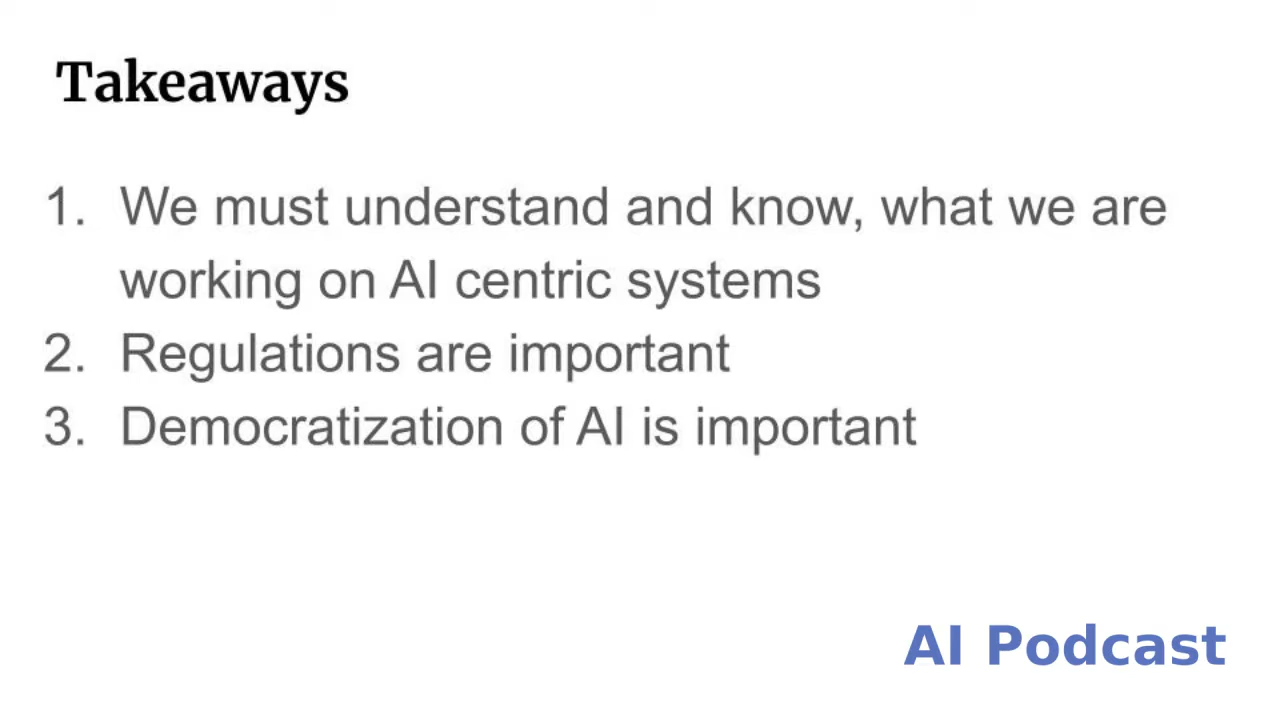 Takeaways
1. We must understand and know, what we are
working on AI centric systems
2. Regulations are important
3. Democratization of AI is important
AI Podcast